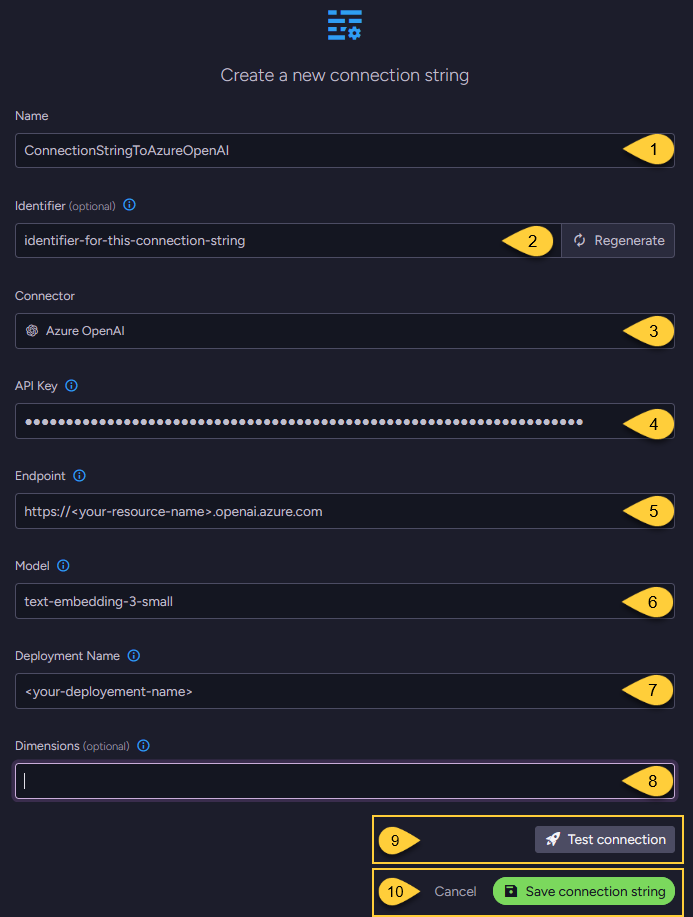 Create a new connection string
Name
ConnectionStringToAzureOpenAI 1
Identifier (optional)
identifier-for-this-connection-string 2 Regenerate
Connector
Azure OpenAI 3
API Key
4
Endpoint
https://<your-resource-name>.openai.azure.com 5
Model
text-embedding-3-small 6
Deployment Name
<your-deployement-name> 7
Dimensions (optional)
8
9 Test connection
10 Cancel Save connection string